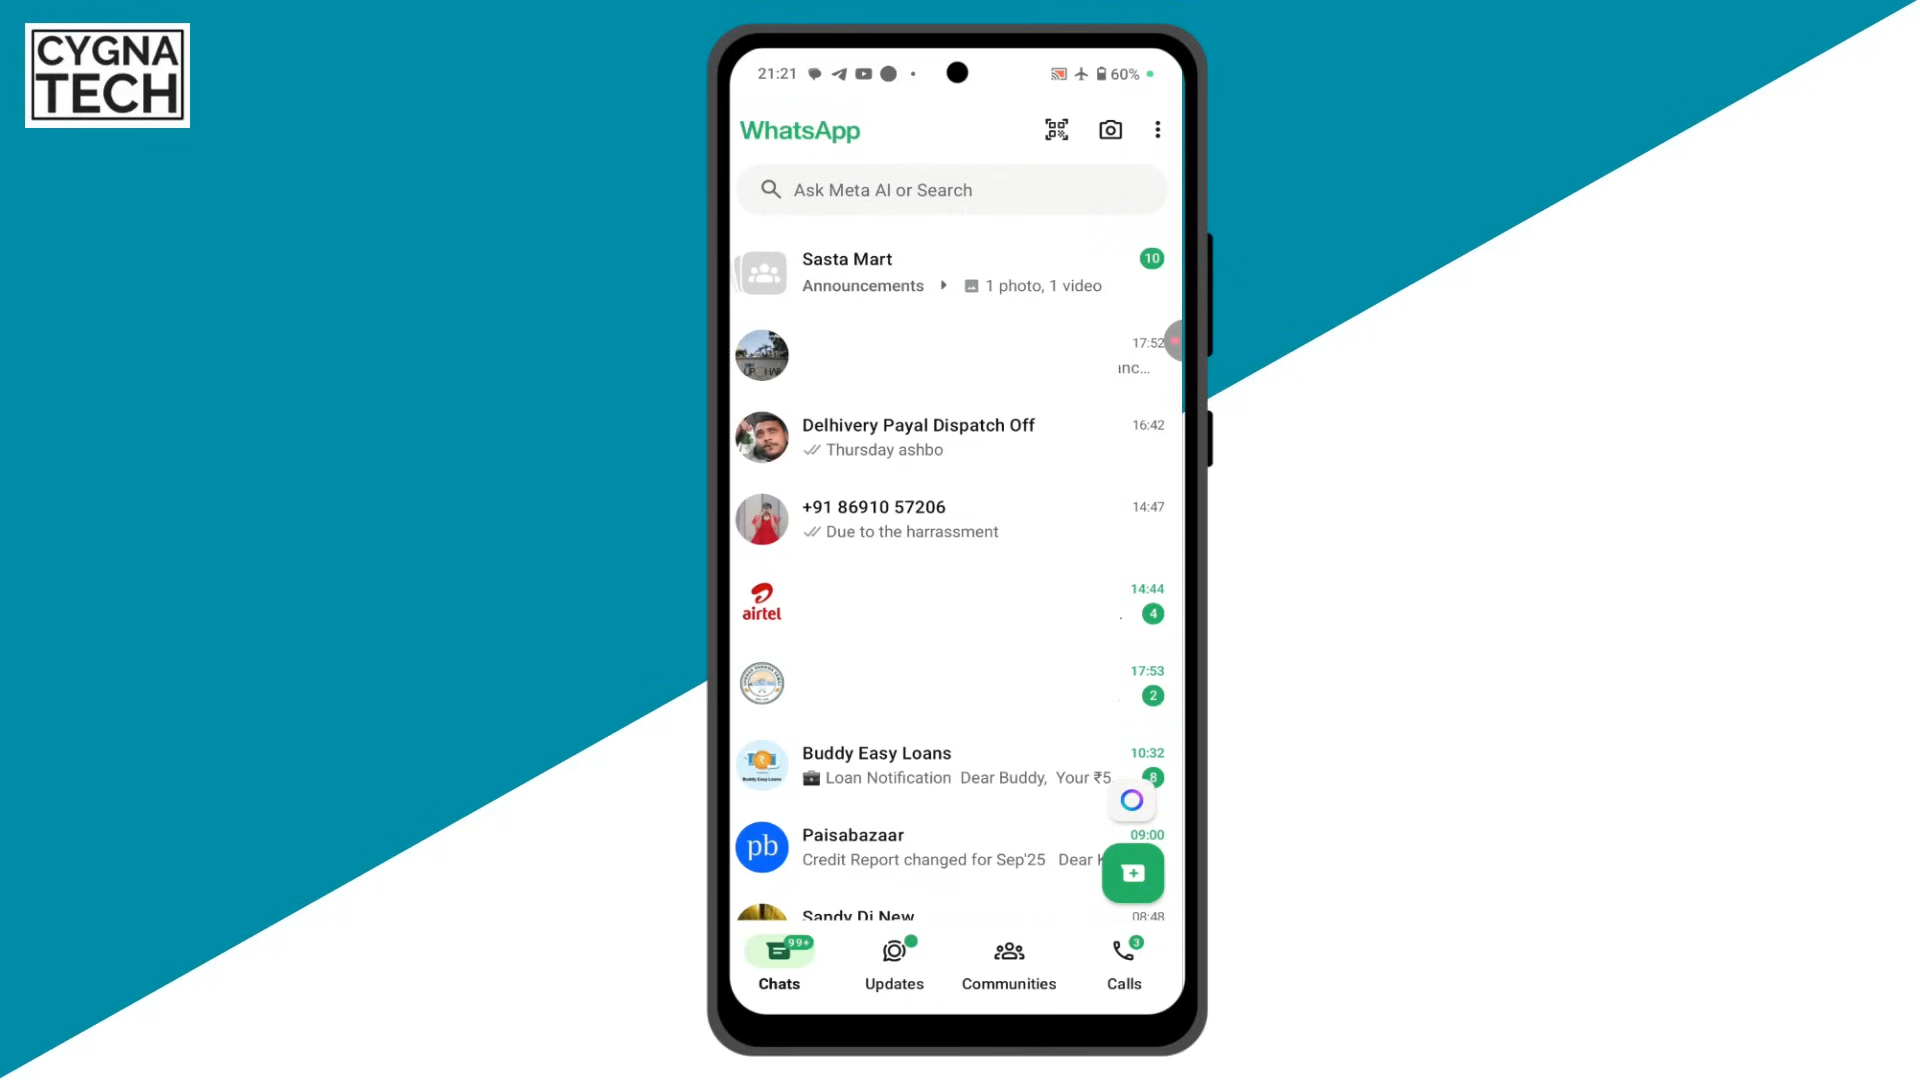 CYGNA
TECH
21:21
60%
WhatsApp
Ask Meta AI or Search
Sasta Mart
10
Announcements
1 photo, 1 video
17:52
Delhivery Payal Dispatch Off
16:42
Thursday ashbo
+91 86910 57206
14:47
Due to the harrassment
14:44
airtel
4
17:53
2
Buddy Easy Loans
10:32
Loan Notification Dear Buddy, Your ₹5
8
Paisabazaar
09:00
pb
Credit Report changed for Sep'25 Dear
Sandy Di New
08:48
99+
3
Chats
Updates
Communities
Calls